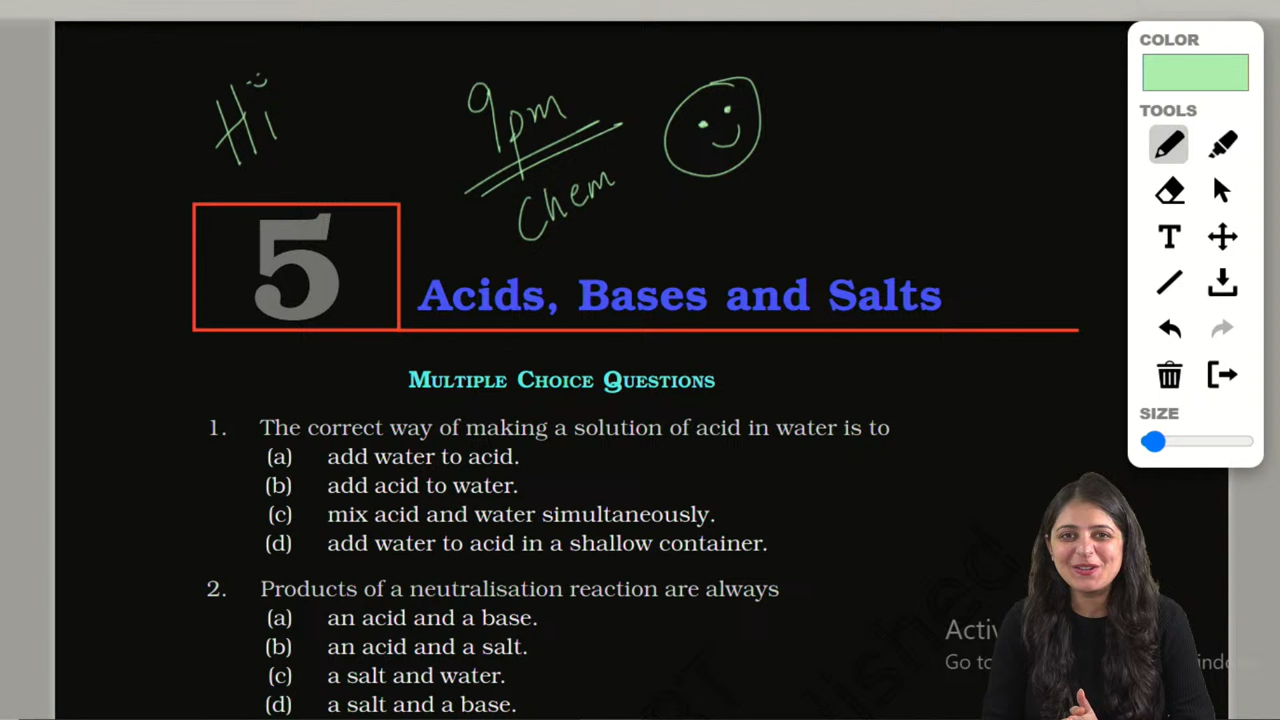 Hi
9pm
Chem
5
Acids, Bases and Salts
MULTIPLE CHOICE QUESTIONS
1. The correct way of making a solution of acid in water is to
(a) add water to acid.
(b) add acid to water.
(c) mix acid and water simultaneously.
(d) add water to acid in a shallow container.
2. Products of a neutralisation reaction are always
(a) an acid and a base.
(b) an acid and a salt.
(c) a salt and water.
(d) a salt and a base.
COLOR
TOOLS
T
SIZE
Go to